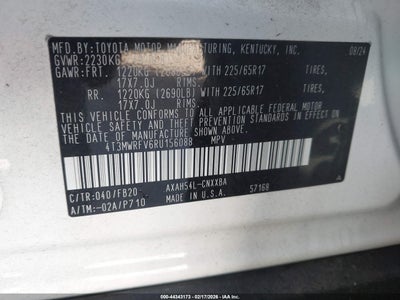 MFD.BY:TOYOTA MOTOR MANUFACTURING, KENTUCKY, INC. 08/24
GVWR:2230KG
GAWR:FRT. 1220KG WITH 225/65R17 TIRES,
17X7.0J RIMS,
RR. 1220KG (2690LB) WITH 225/65R17 TIRES,
17X7.0J RIMS,
THIS VEHICLE CONFORMS TO ALL APPLICABLE FEDERAL MOTOR
VEHICLE SAFETY AND THEFT PREVENTION STANDARDS IN EFFECT
ON THE DATE OF MANUFACTURE SHOWN ABOVE.
4T3MWRFV6RU156088 MPV
C/TR:040/FB20 AXAH54L-CNXXBA
A/TM:-02A/P710 57168
MADE IN U.S.A.
000-44343173 - 02/17/2026 - IAA